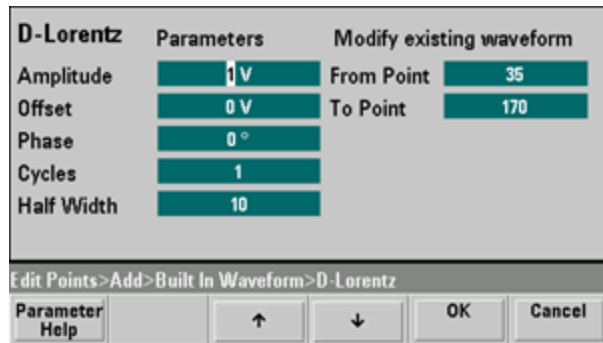 D-Lorentz Parameters Modify existing waveform
Amplitude 1 V From Point 35
Offset 0 V To Point 170
Phase 0 °
Cycles 1
Half Width 10
Edit Points>Add>Built In Waveform>D-Lorentz
Parameter Help ↑ ↓ OK Cancel